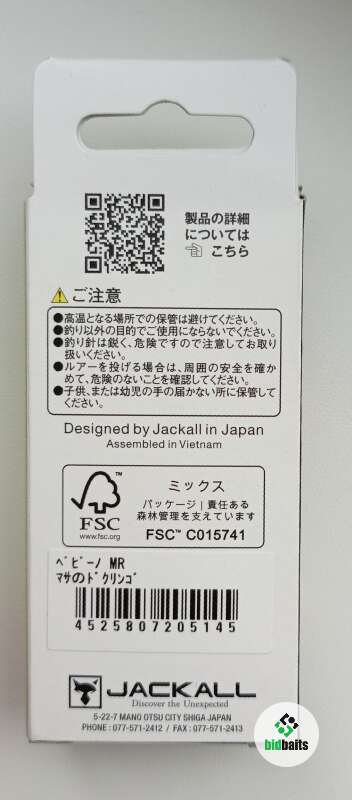 製品の詳細
については
☜ こちら
⚠ ご注意
●高温となる場所での保管は避けてください。
●釣り以外の目的でご使用にならないでください。
●釣り針は鋭く、危険ですので注意してお取り
扱いください。
●ルアーを投げる場合は、周囲の安全を確か
めて、危険のないことを確認してください。
●子供、または幼児の手の届かない所に保管して
ください。
Designed by Jackall in Japan
Assembled in Vietnam
FSC
www.fsc.org
ミックス
パッケージ|責任ある
森林管理を支えています
FSC™ C015741
ﾍﾞﾋﾞｰﾉ MR
ﾏｻのﾄﾞｸﾘﾝｺﾞ
4525807205145
JACKALL
Discover the Unexpected
5-22-7 MANO OTSU CITY SHIGA JAPAN
PHONE : 077-571-2412 / FAX : 077-571-2413
bidbaits